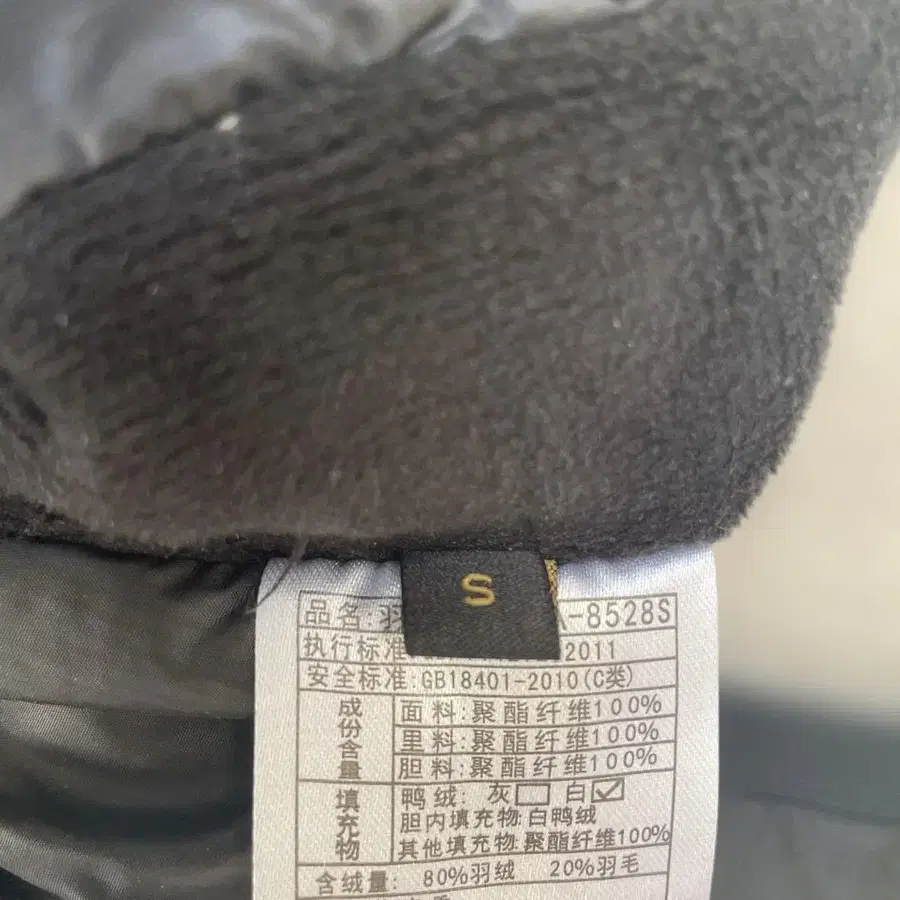 S
品名:羽 A-8528S
执行标准 2011
安全标准:GB18401-2010(C类)
成份含量
面料:聚酯纤维100%
里料:聚酯纤维100%
胆料:聚酯纤维100%
填充物
鸭绒: 灰□ 白☑
胆内填充物:白鸭绒
其他填充物:聚酯纤维100%
含绒量: 80%羽绒 20%羽毛